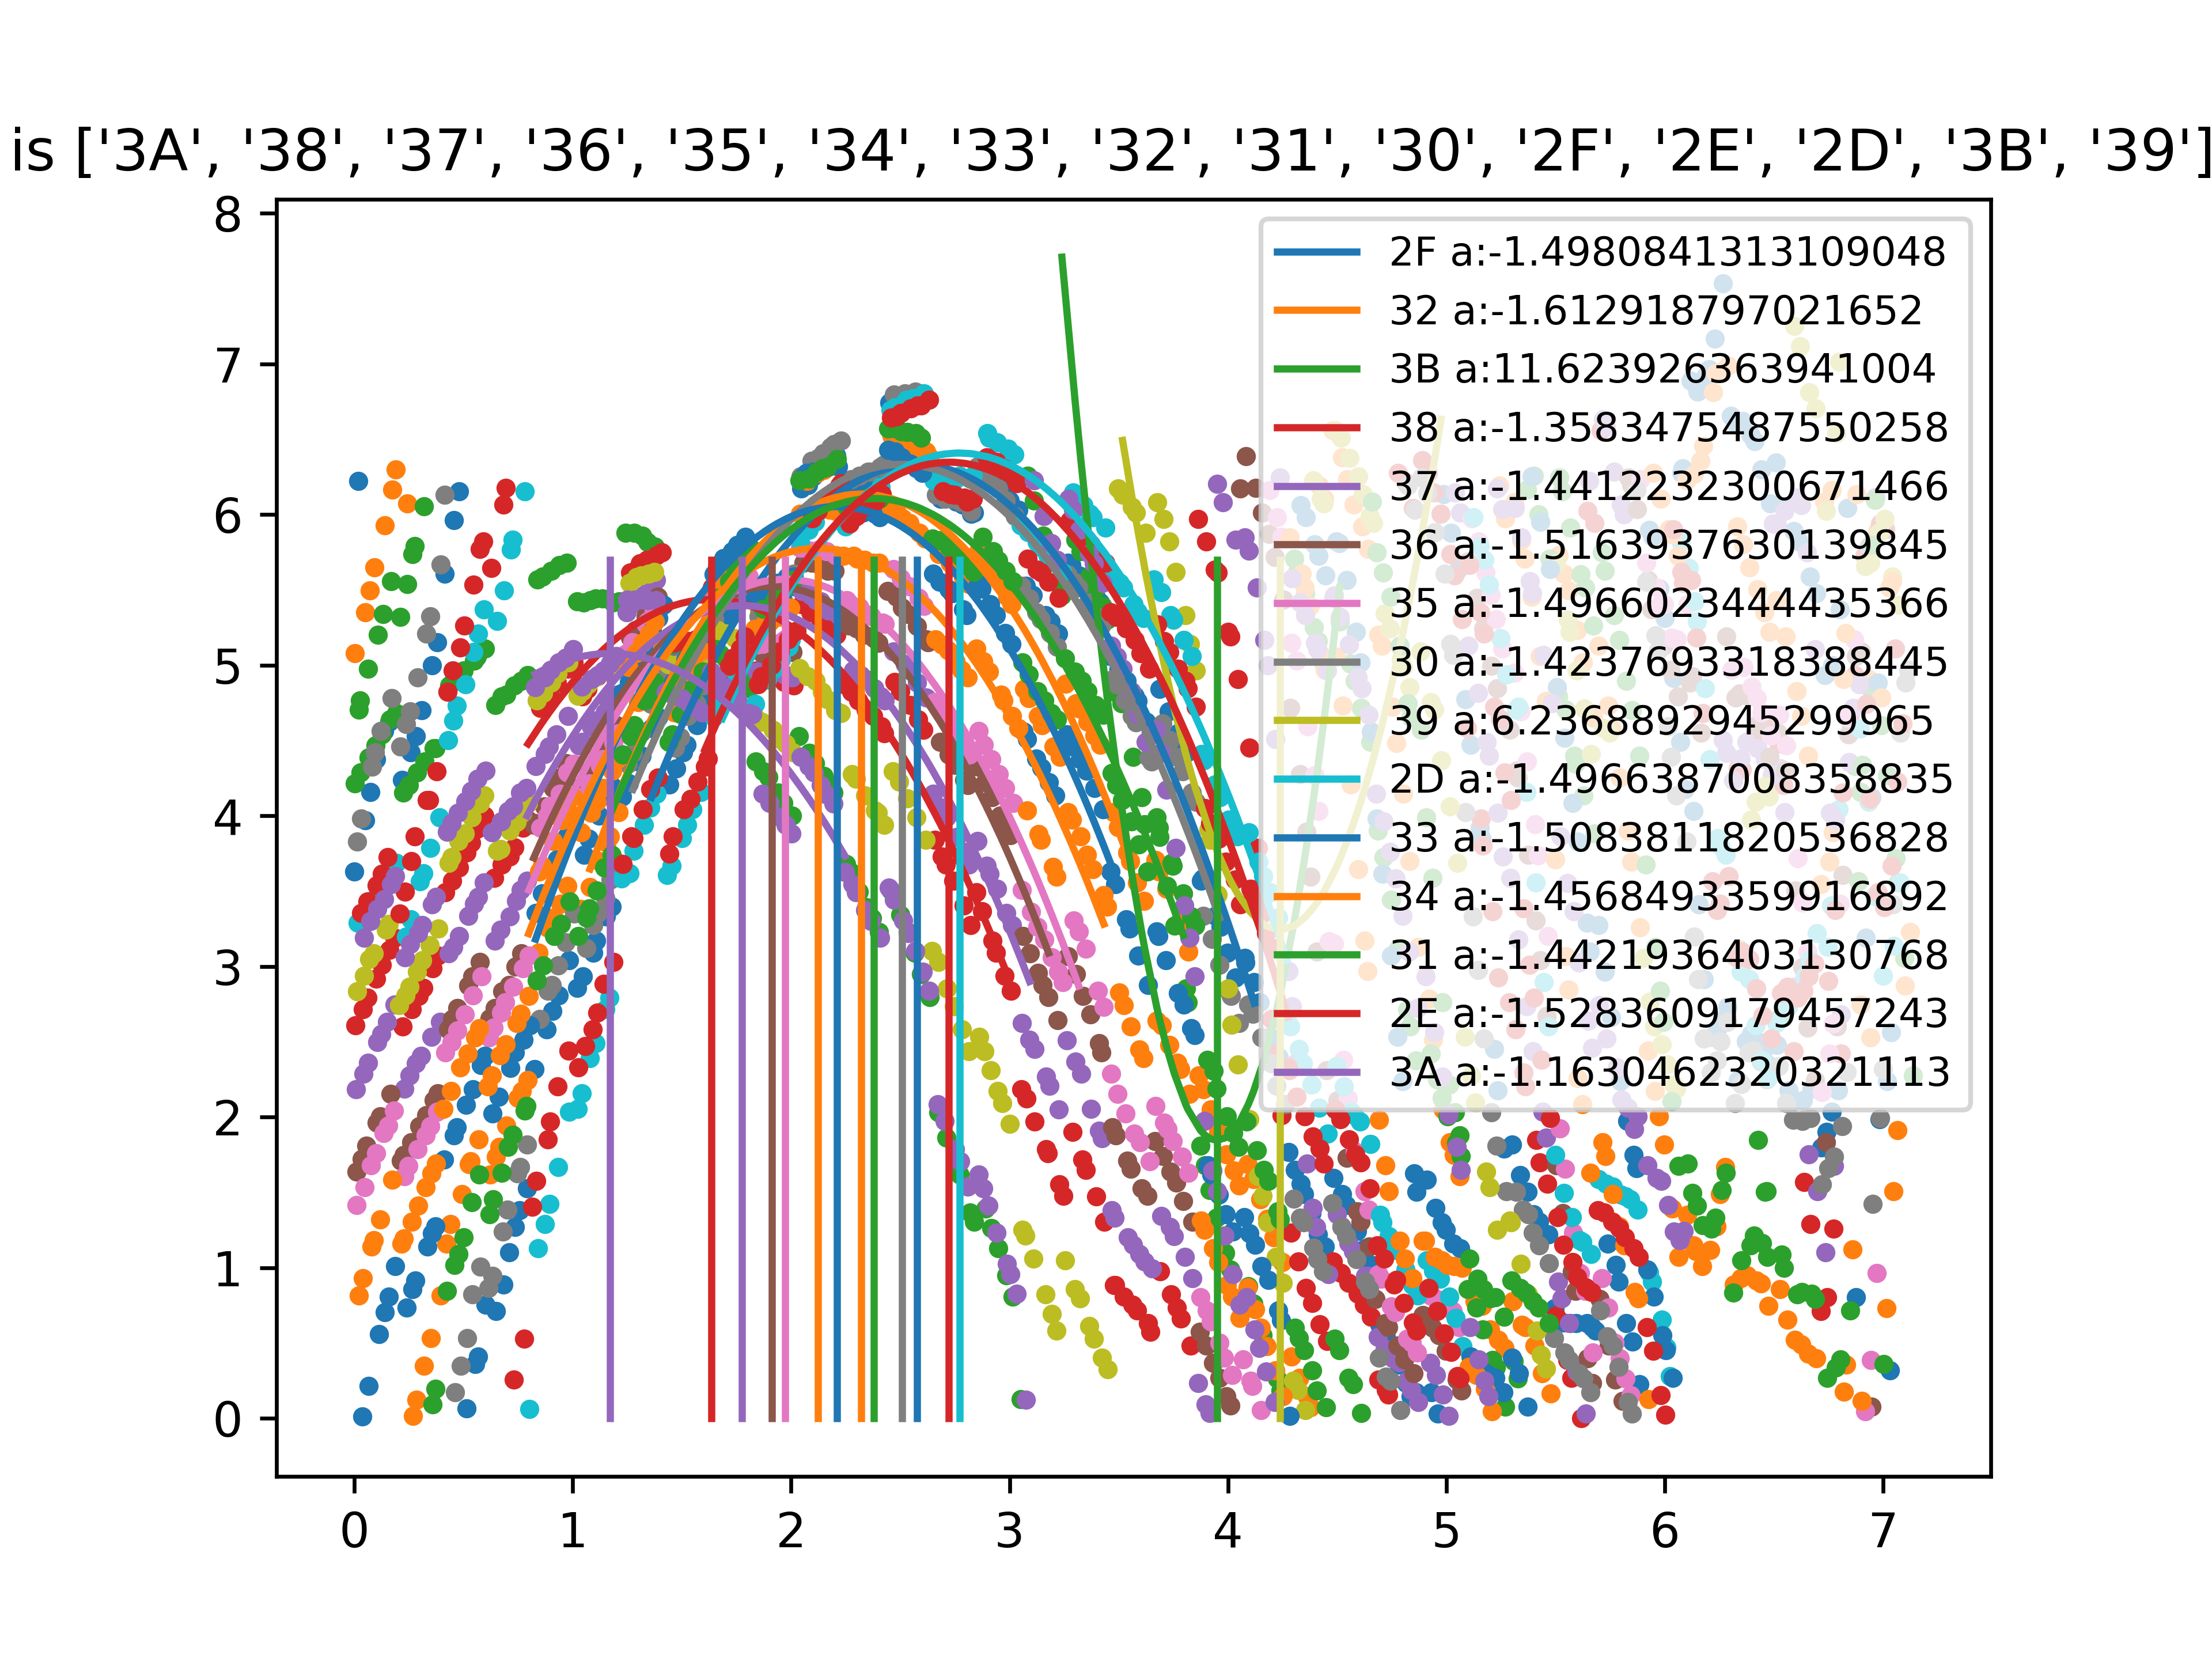 is ['3A', '38', '37', '36', '35', '34', '33', '32', '31', '30', '2F', '2E', '2D', '3B', '39']
8
7
6
5
4
3
2
1
0
2F a:-1.4980841313109048
32 a:-1.612918797021652
3B a:11.623926363941004
38 a:-1.3583475487550258
37 a:-1.4412232300671466
36 a:-1.5163937630139845
35 a:-1.4966023444435366
30 a:-1.4237693318388445
39 a:6.2368892945299965
2D a:-1.4966387008358835
33 a:-1.5083811820536828
34 a:-1.4568493359916892
31 a:-1.4421936403130768
2E a:-1.5283609179457243
3A a:-1.1630462320321113
0 1 2 3 4 5 6 7